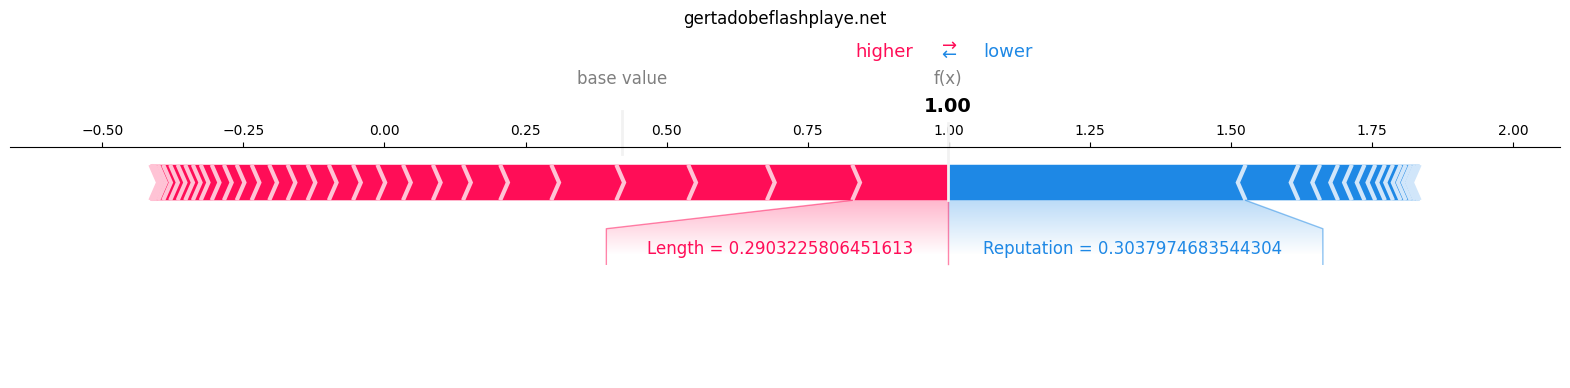 gertadobeflashplaye.net
higher ⇄ lower
base value f(x)
1.00
−0.50 −0.25 0.00 0.25 0.50 0.75 1.00 1.25 1.50 1.75 2.00
Length = 0.2903225806451613 Reputation = 0.3037974683544304